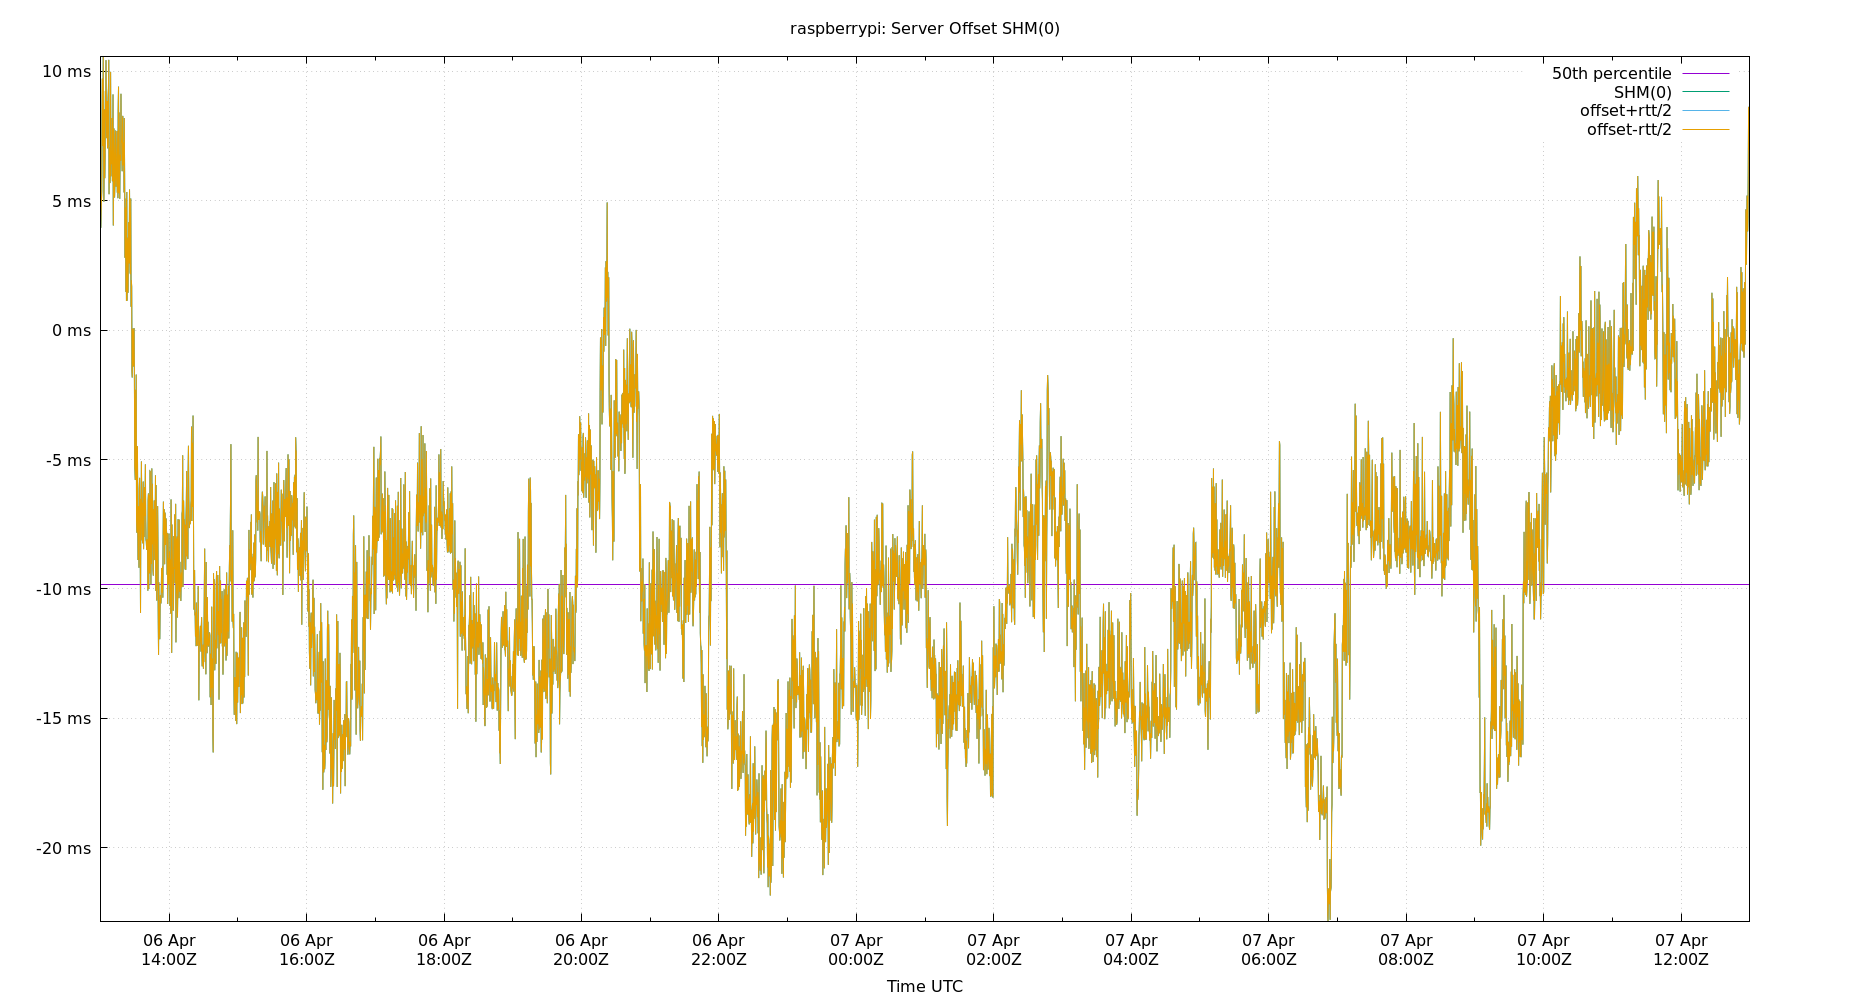 raspberrypi: Server Offset SHM(0)
10 ms
5 ms
0 ms
-5 ms
-10 ms
-15 ms
-20 ms
50th percentile
SHM(0)
offset+rtt/2
offset-rtt/2
06 Apr 06 Apr 06 Apr 06 Apr 06 Apr 07 Apr 07 Apr 07 Apr 07 Apr 07 Apr 07 Apr 07 Apr
14:00Z 16:00Z 18:00Z 20:00Z 22:00Z 00:00Z 02:00Z 04:00Z 06:00Z 08:00Z 10:00Z 12:00Z
Time UTC